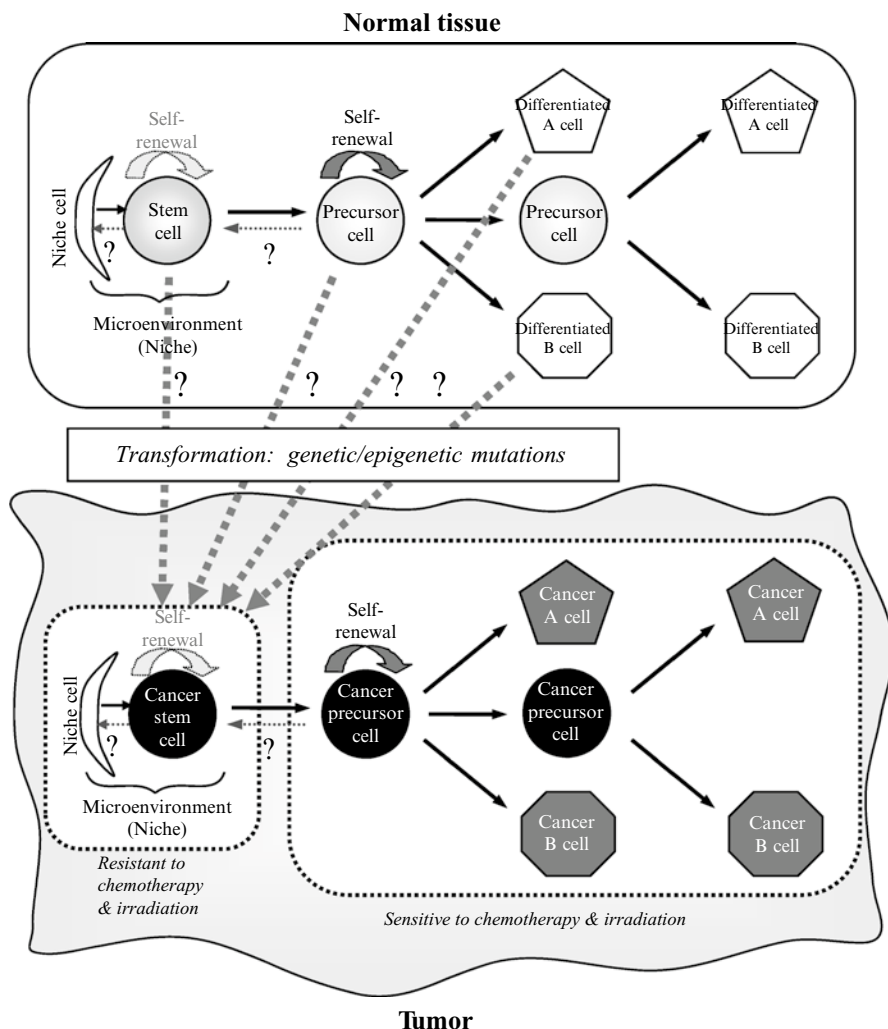 Normal tissue
Self-
renewal
Self-
renewal
Differentiated
A cell
Differentiated
A cell
Niche cell
Stem
cell
Precursor
cell
Precursor
cell
?
?
Microenvironment
(Niche)
Differentiated
B cell
Differentiated
B cell
?
?
?
?
Transformation: genetic/epigenetic mutations
Self-
renewal
Self-
renewal
Cancer
A cell
Cancer
A cell
Niche cell
Cancer
stem
cell
Cancer
precursor
cell
Cancer
precursor
cell
?
?
Microenvironment
(Niche)
Cancer
B cell
Cancer
B cell
Resistant to
chemotherapy
& irradiation
Sensitive to chemotherapy & irradiation
Tumor